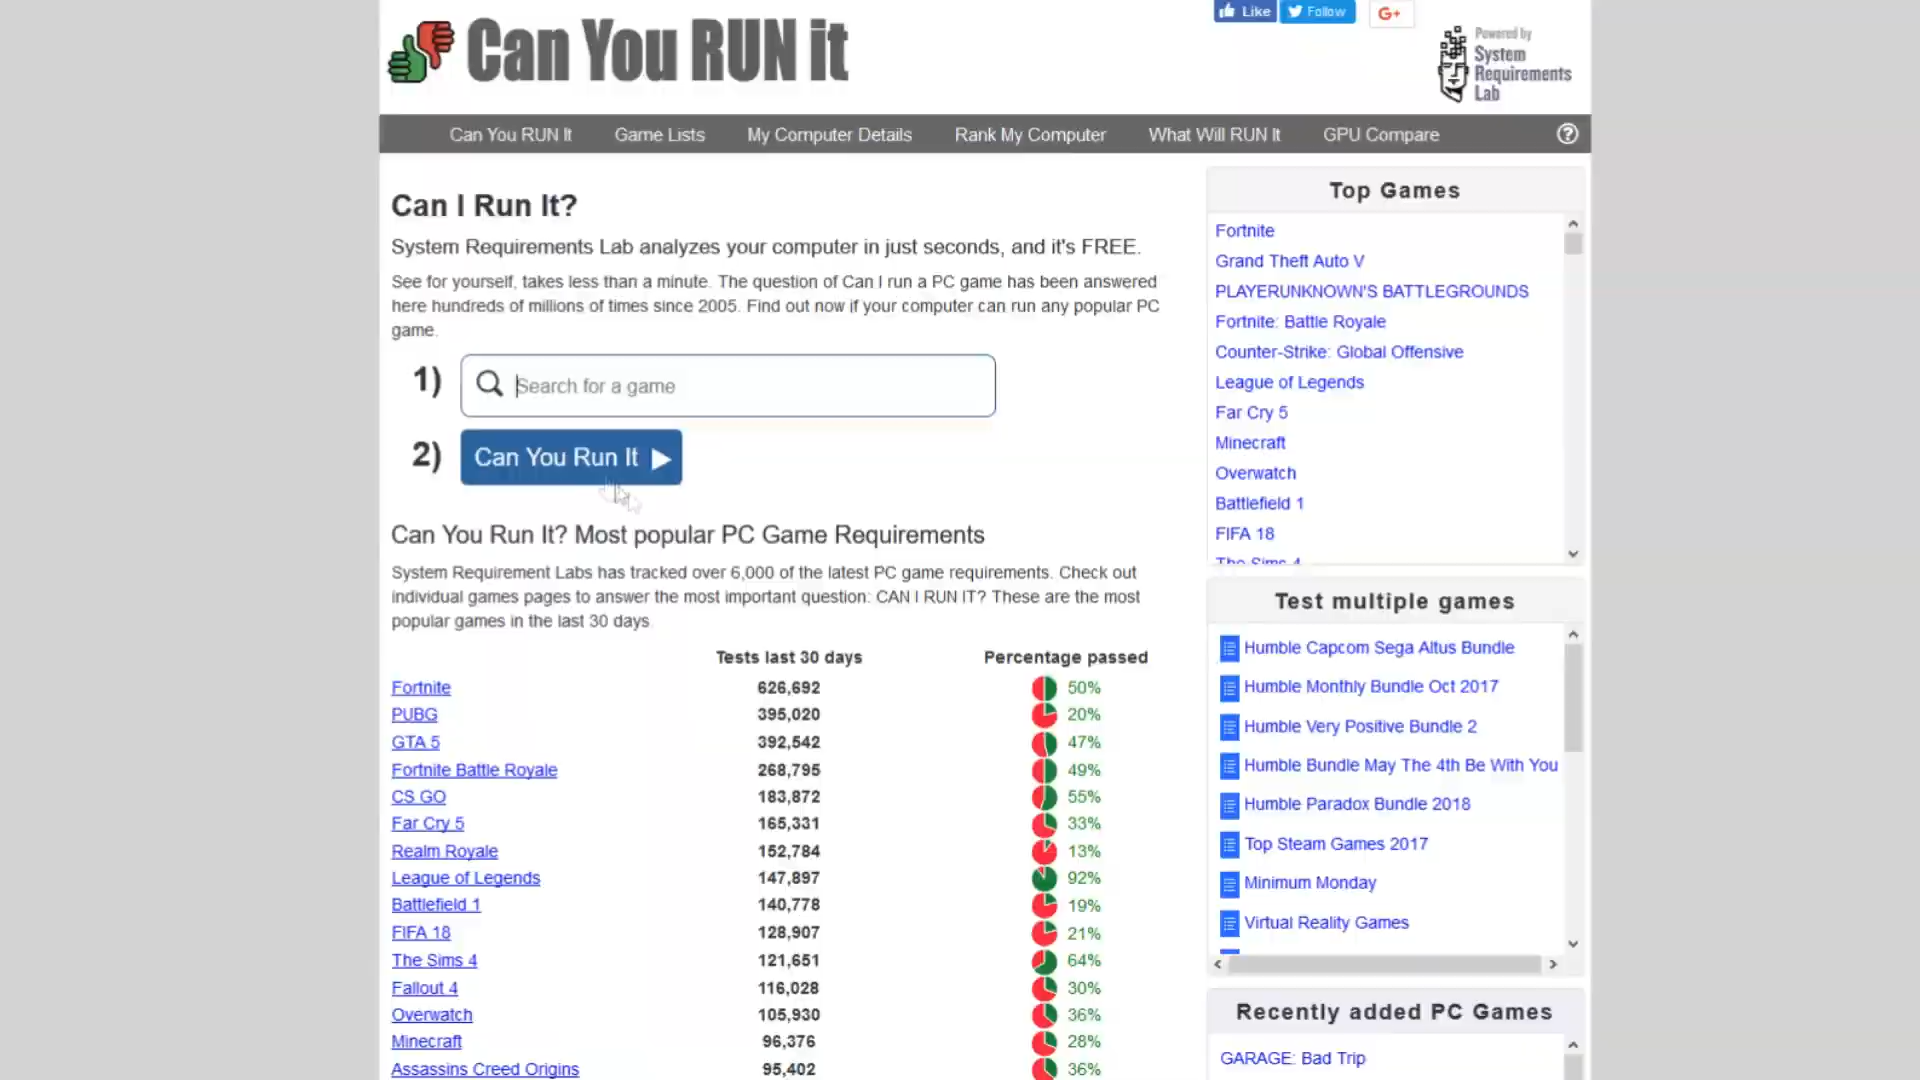 Can You RUN it
Like
Follow
G+
Powered by
System
Requirements
Lab
Can You RUN It
Game Lists
My Computer Details
Rank My Computer
What Will RUN It
GPU Compare
?
Can I Run It?
System Requirements Lab analyzes your computer in just seconds, and it's FREE.
See for yourself, takes less than a minute. The question of Can I run a PC game has been answered
here hundreds of millions of times since 2005. Find out now if your computer can run any popular PC
game.
1)
Search for a game
2)
Can You Run It
Can You Run It? Most popular PC Game Requirements
System Requirement Labs has tracked over 6,000 of the latest PC game requirements. Check out
individual games pages to answer the most important question: CAN I RUN IT? These are the most
popular games in the last 30 days.
Tests last 30 days Percentage passed
Fortnite 626,692 50%
PUBG 395,020 20%
GTA 5 392,542 47%
Fortnite Battle Royale 268,795 49%
CS GO 183,872 55%
Far Cry 5 165,331 33%
Realm Royale 152,784 13%
League of Legends 147,897 92%
Battlefield 1 140,778 19%
FIFA 18 128,907 21%
The Sims 4 121,651 64%
Fallout 4 116,028 30%
Overwatch 105,930 36%
Minecraft 96,376 28%
Assassins Creed Origins 95,402 36%
Top Games
Fortnite
Grand Theft Auto V
PLAYERUNKNOWN'S BATTLEGROUNDS
Fortnite: Battle Royale
Counter-Strike: Global Offensive
League of Legends
Far Cry 5
Minecraft
Overwatch
Battlefield 1
FIFA 18
The Sims 4
Test multiple games
Humble Capcom Sega Altus Bundle
Humble Monthly Bundle Oct 2017
Humble Very Positive Bundle 2
Humble Bundle May The 4th Be With You
Humble Paradox Bundle 2018
Top Steam Games 2017
Minimum Monday
Virtual Reality Games
Recently added PC Games
GARAGE: Bad Trip